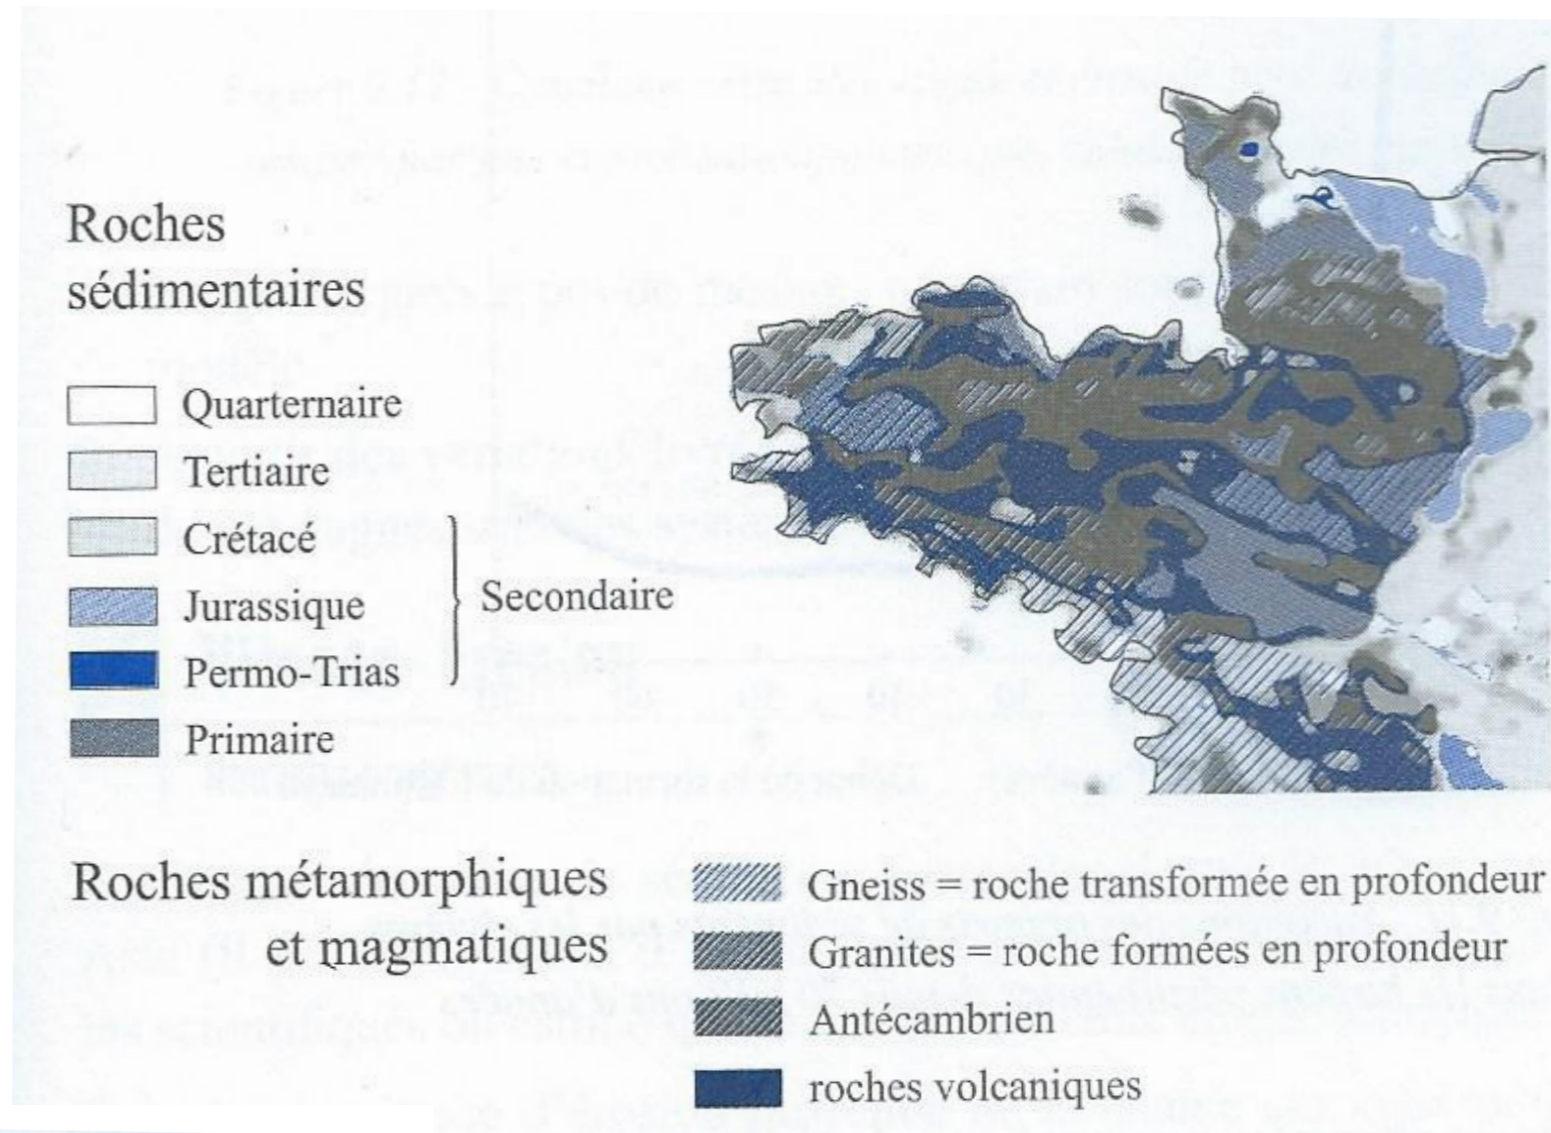 Roches
sédimentaires
Quarternaire
Tertiaire
Crétacé
Jurassique
Secondaire
Permo-Trias
Primaire
Roches métamorphiques
et magmatiques
Gneiss = roche transformée en profondeur
Granites = roche formées en profondeur
Antécambrien
roches volcaniques